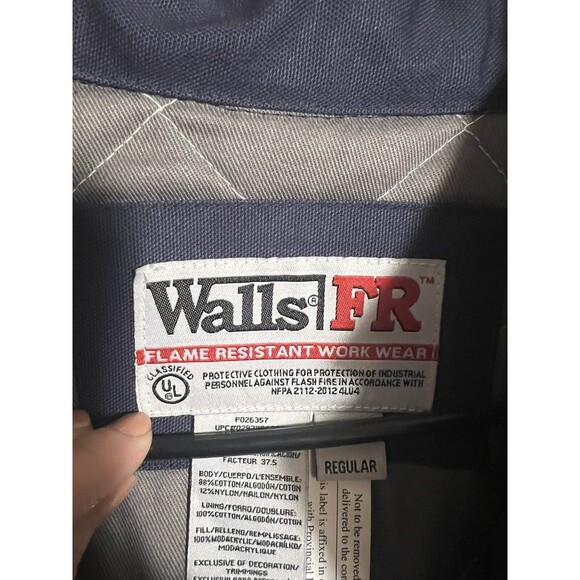 Walls® FR™
FLAME RESISTANT WORK WEAR
CLASSIFIED
UL
PROTECTIVE CLOTHING FOR PROTECTION OF INDUSTRIAL
PERSONNEL AGAINST FLASH FIRE IN ACCORDANCE WITH
NFPA 2112-2012 4LU4
P026357
FACTEUR 37.5
BODY/CUERPO/L'ENSEMBLE:
88%COTTON/ALGODÓN/COTON
12%NYLON/NAILON/NYLON
LINING/FORRO/DOUBLURE:
100%COTTON/ALGODÓN/COTON
FILL/RELLENO/REMPLISSAGE:
100%MODACRYLIC/MODACRÍLICO/
MODACRYLIQUE
EXCLUSIVE OF DECORATION/
TRIMMINGS
REGULAR
Not to be removed
delivered to the con
is label is affixed in
with Provincial